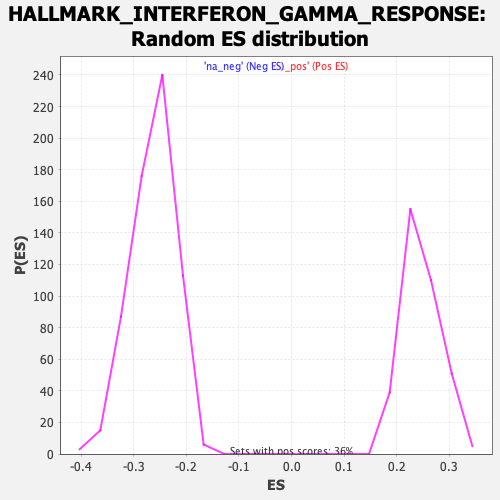 HALLMARK_INTERFERON_GAMMA_RESPONSE:
Random ES distribution
'na_neg' (Neg ES)_pos' (Pos ES)
240
220
200
180
160
140
120
100
80
60
40
20
0
P(ES)
Sets with pos scores: 36%
-0.4 -0.3 -0.2 -0.1 0.0 0.1 0.2 0.3
ES